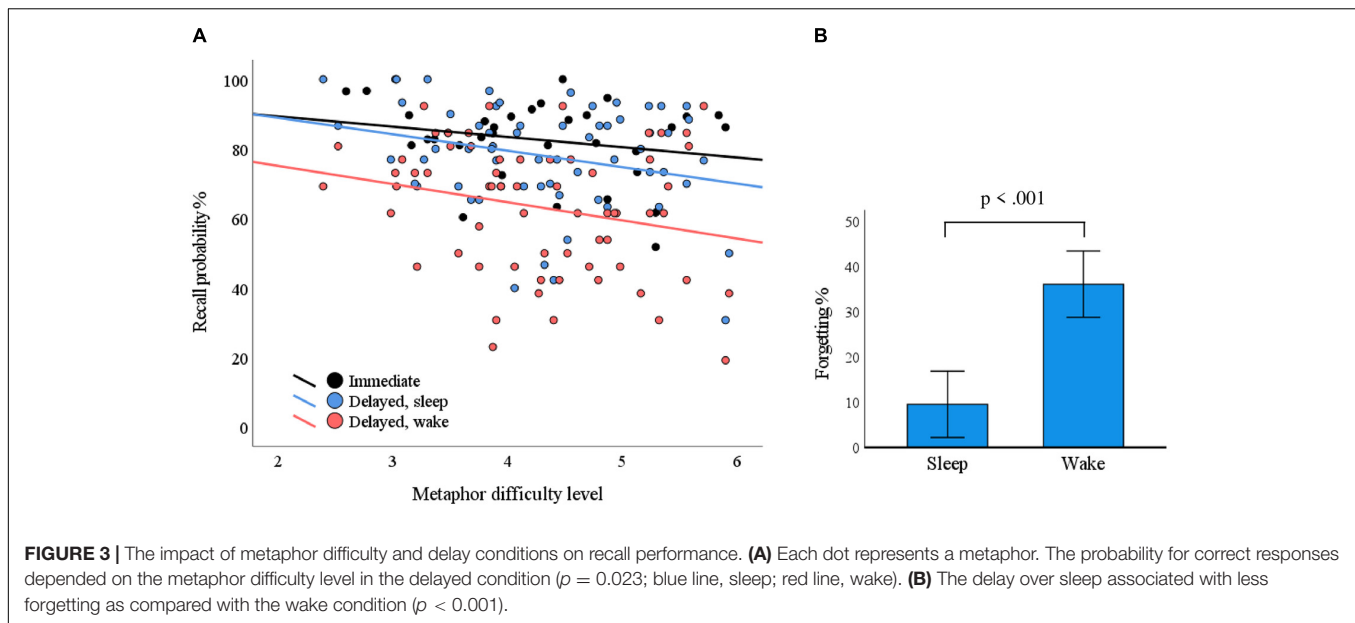 A
B
Recall probability %
100
80
60
40
20
0
Immediate
Delayed, sleep
Delayed, wake
2 3 4 5 6
Metaphor difficulty level
p < .001
Forgetting %
50
40
30
20
10
0
Sleep Wake
FIGURE 3 | The impact of metaphor difficulty and delay conditions on recall performance. (A) Each dot represents a metaphor. The probability for correct responses
depended on the metaphor difficulty level in the delayed condition (p = 0.023; blue line, sleep; red line, wake). (B) The delay over sleep associated with less
forgetting as compared with the wake condition (p < 0.001).